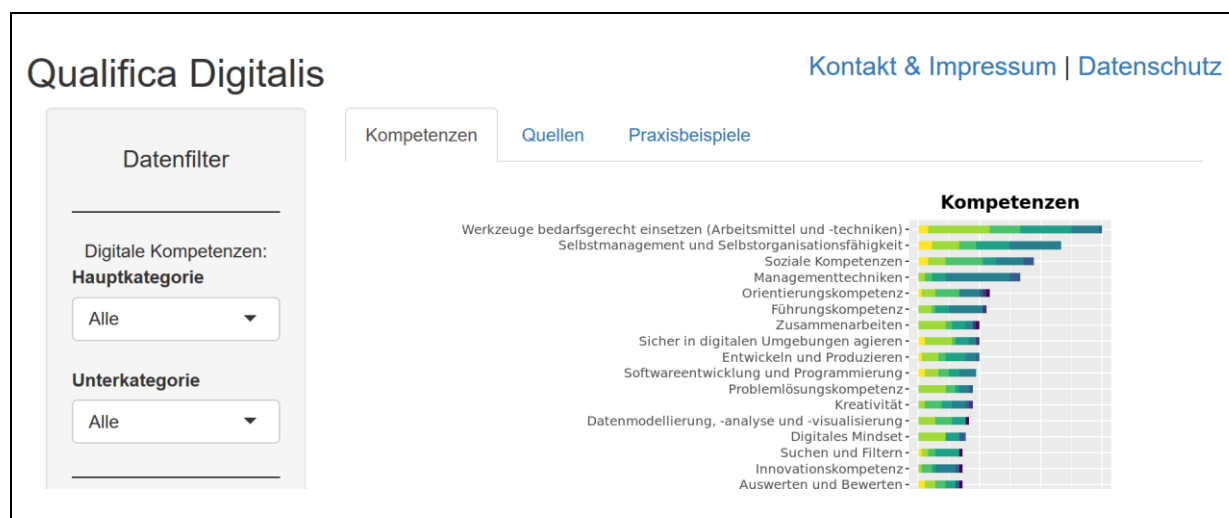 Qualifica Digitalis
Kontakt & Impressum | Datenschutz
Datenfilter
Digitale Kompetenzen:
Hauptkategorie
Alle
Unterkategorie
Alle
Kompetenzen Quellen Praxisbeispiele
Kompetenzen
Werkzeuge bedarfsgerecht einsetzen (Arbeitsmittel und -techniken)
Selbstmanagement und Selbstorganisationsfähigkeit
Soziale Kompetenzen
Managementtechniken
Orientierungskompetenz
Führungskompetenz
Zusammenarbeiten
Sicher in digitalen Umgebungen agieren
Entwickeln und Produzieren
Softwareentwicklung und Programmierung
Problemlösungskompetenz
Kreativität
Datenmodellierung, -analyse und -visualisierung
Digitales Mindset
Suchen und Filtern
Innovationskompetenz
Auswerten und Bewerten